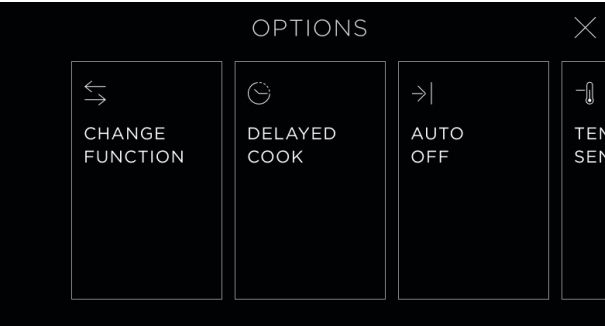 OPTIONS
CHANGE
FUNCTION
DELAYED
COOK
AUTO
OFF